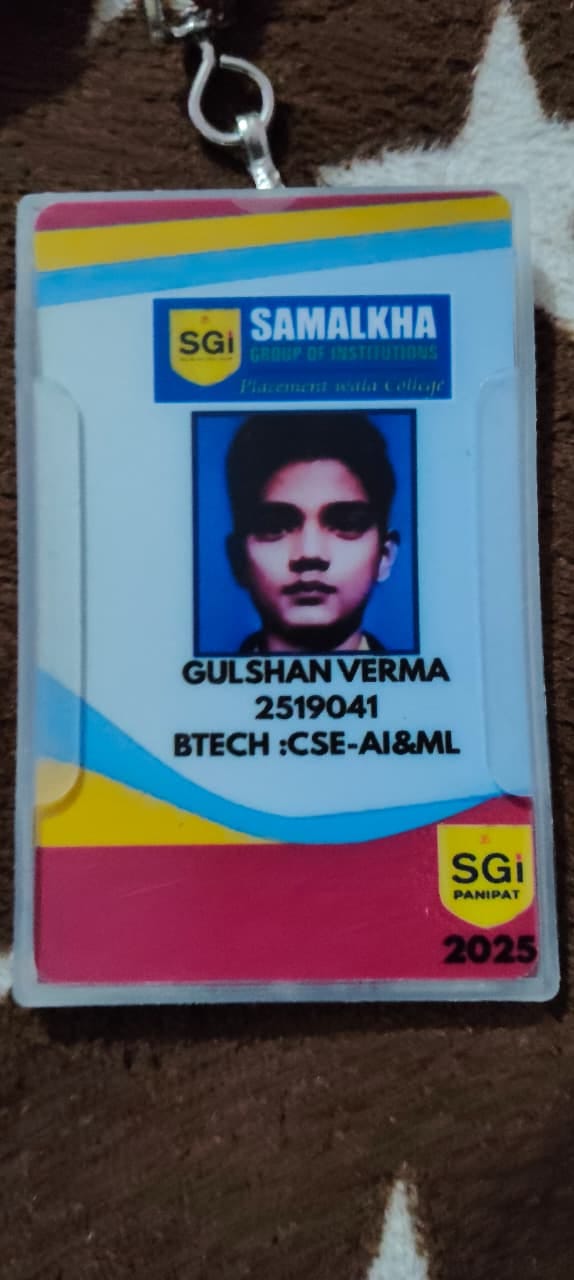 SGi
SAMALKHA
GROUP OF INSTITUTIONS
Placement wala College
GULSHAN VERMA
2519041
BTECH :CSE-AI&ML
SGi
PANIPAT
2025